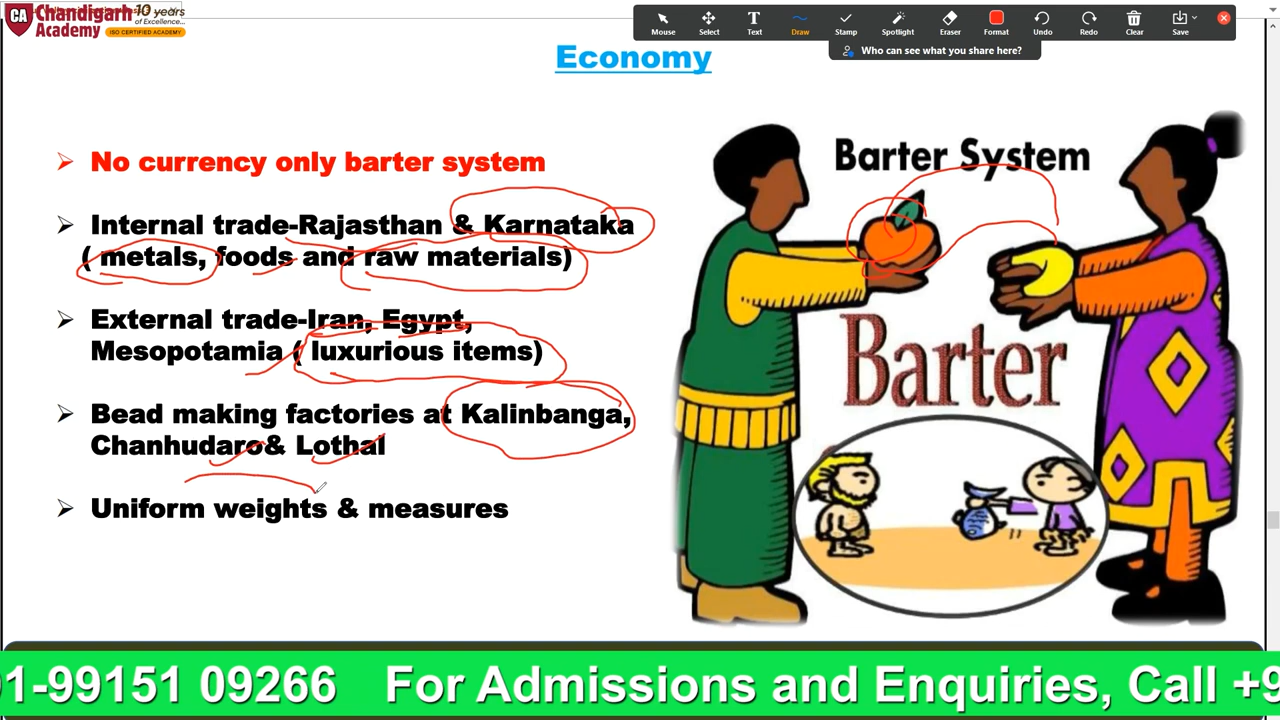 Chandigarh
Academy
CA
10 years
of Excellence...
ISO CERTIFIED ACADEMY
Mouse
Select
Text
Draw
Stamp
Spotlight
Eraser
Format
Undo
Redo
Clear
Save
Who can see what you share here?
Economy
No currency only barter system
Internal trade-Rajasthan & Karnataka
( metals, foods and raw materials)
External trade-Iran, Egypt,
Mesopotamia ( luxurious items)
Bead making factories at Kalinbanga,
Chanhudaro& Lothal
Uniform weights & measures
Barter System
Barter
01-99151 09266 For Admissions and Enquiries, Call +9